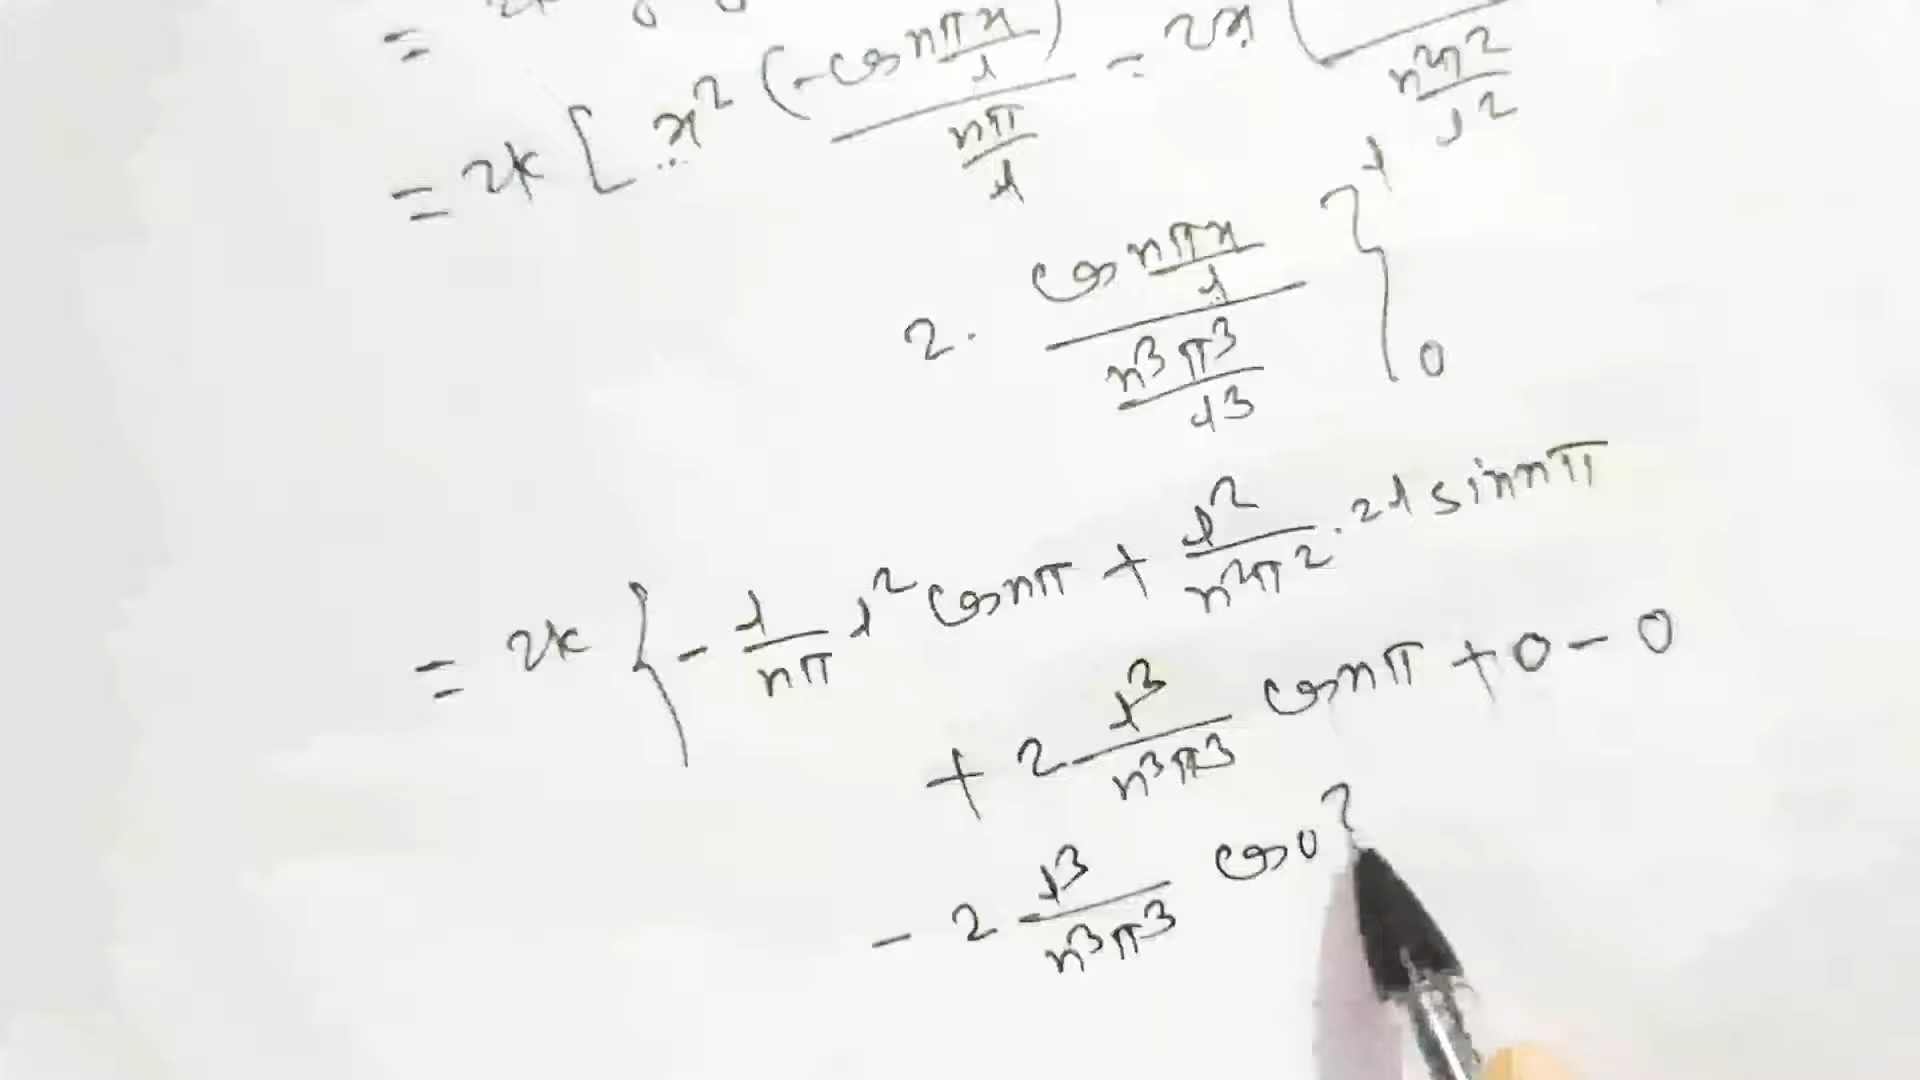 = 2k
= 2k [ x² (-cos nπx/l) / (nπ/l) - 2x (
n²π²/l²
2. cos nπx/l / (n³π³/l³) }ˡ₀
= 2k { - l/nπ l² cos nπ + l²/n²π² . 2l sin nπ
+ 2 l³/n³π³ cos nπ + 0 - 0
- 2 l³/n³π³ cos 0 }